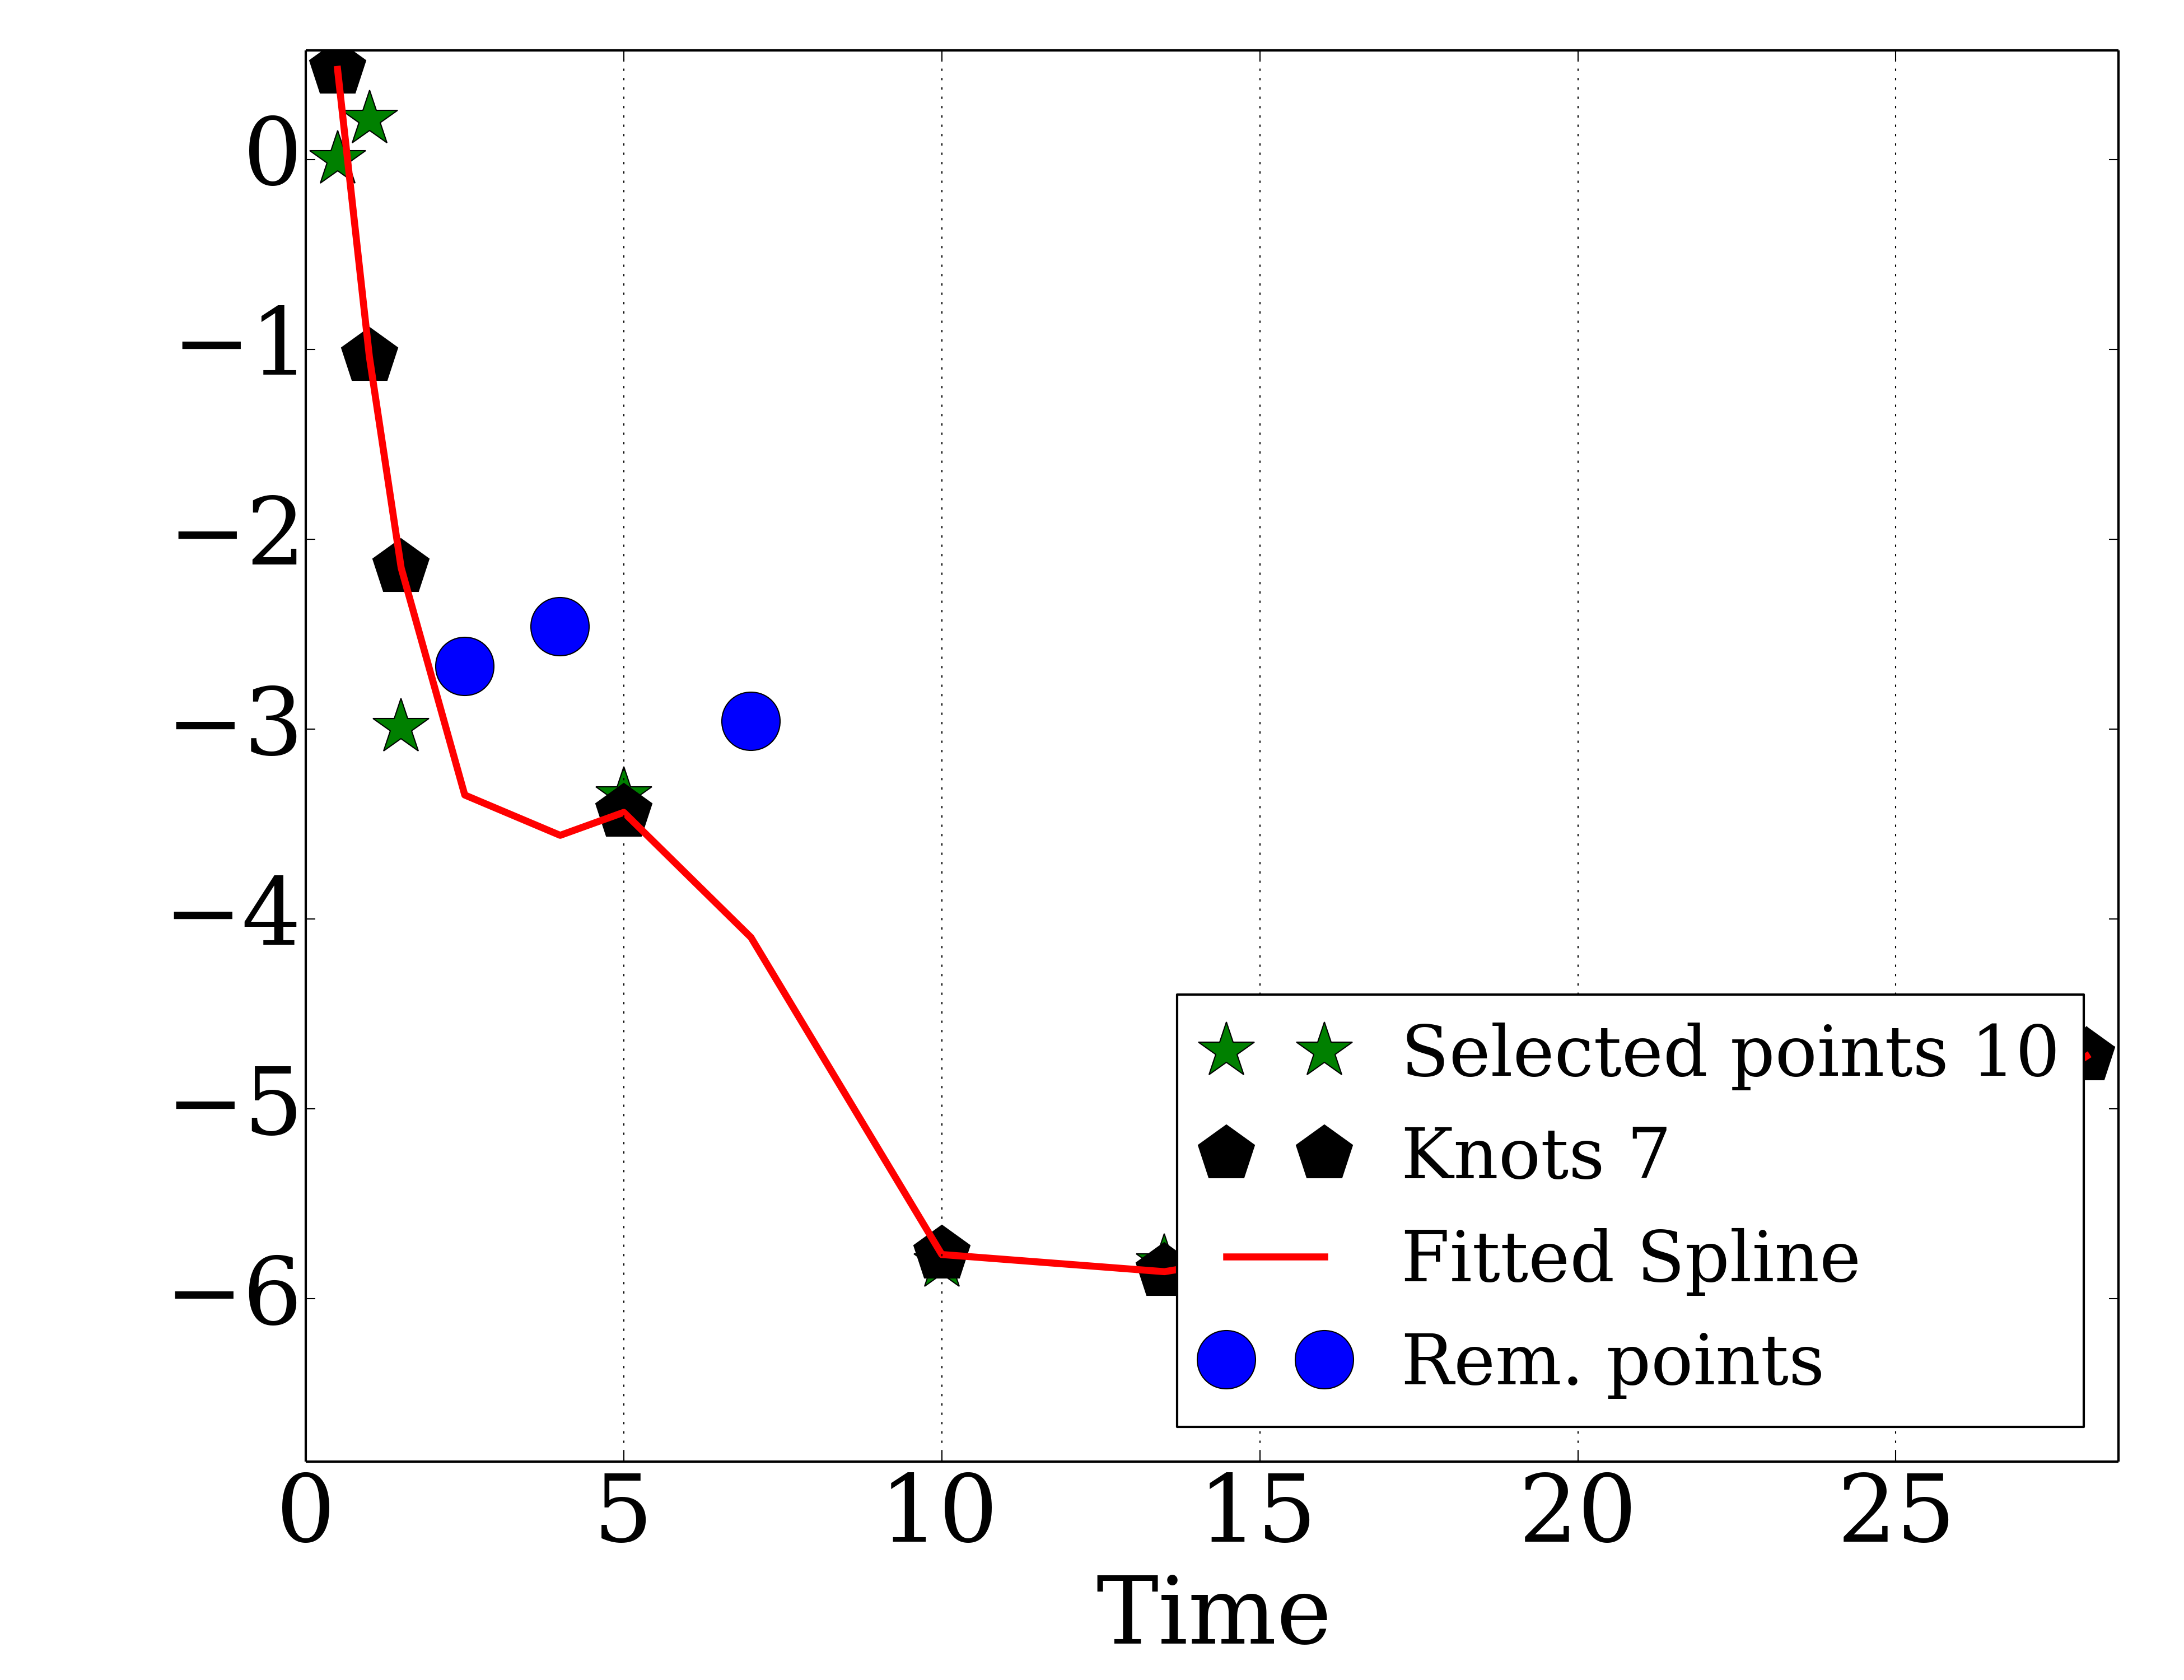 0
−1
−2
−3
−4
−5
−6
Selected points 10
Knots 7
Fitted Spline
Rem. points
0 5 10 15 20 25
Time